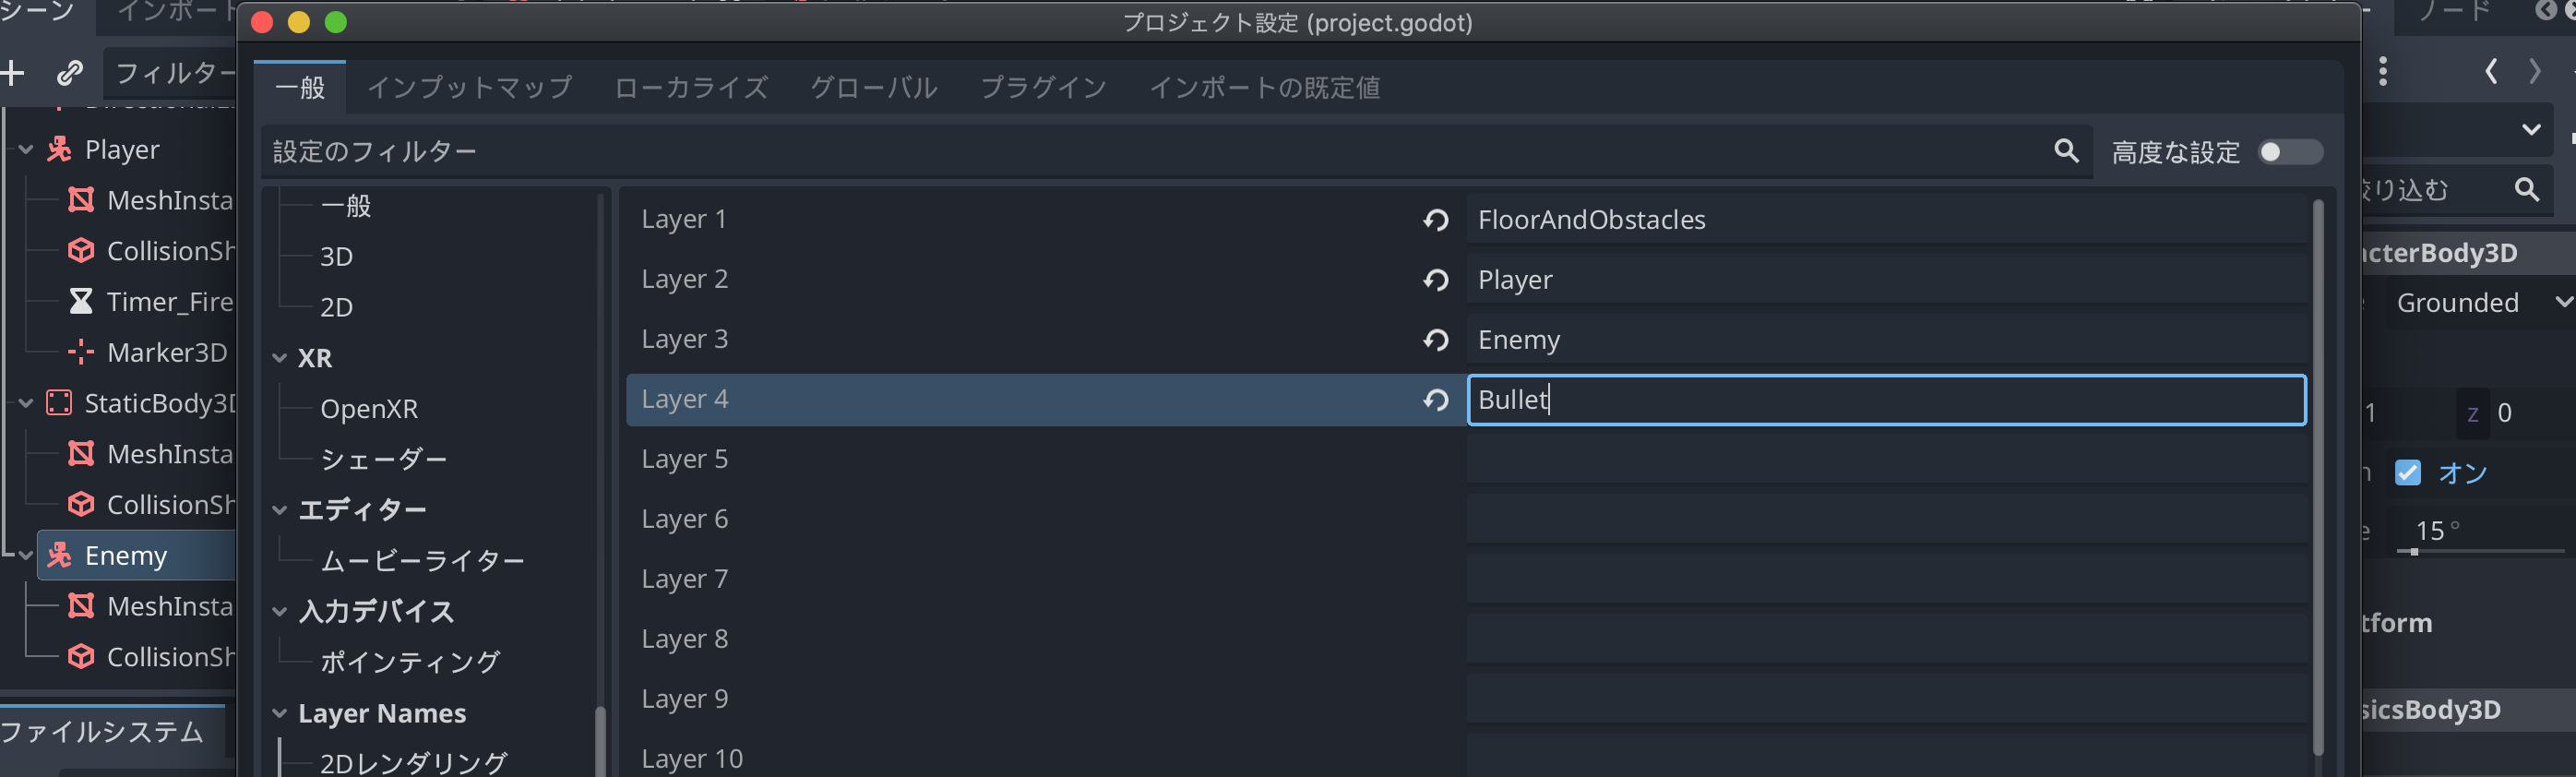 シーン
インポート
ノード
プロジェクト設定 (project.godot)
フィルター
一般
インプットマップ
ローカライズ
グローバル
プラグイン
インポートの既定値
設定のフィルター
高度な設定
Player
MeshInsta
CollisionSh
Timer_Fire
Marker3D
StaticBody3D
MeshInsta
CollisionSh
Enemy
MeshInsta
CollisionSh
ファイルシステム
一般
3D
2D
XR
OpenXR
シェーダー
エディター
ムービーライター
入力デバイス
ポインティング
Layer Names
2Dレンダリング
Layer 1
FloorAndObstacles
Layer 2
Player
Layer 3
Enemy
Layer 4
Bullet
Layer 5
Layer 6
Layer 7
Layer 8
Layer 9
Layer 10
り込む
cterBody3D
Grounded
1
z 0
オン
15 °
tform
sicsBody3D